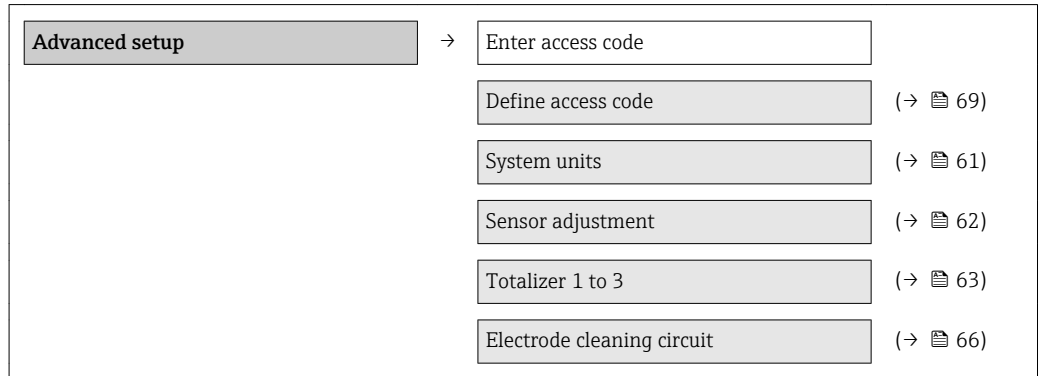 Advanced setup → Enter access code
Define access code (→ 69)
System units (→ 61)
Sensor adjustment (→ 62)
Totalizer 1 to 3 (→ 63)
Electrode cleaning circuit (→ 66)